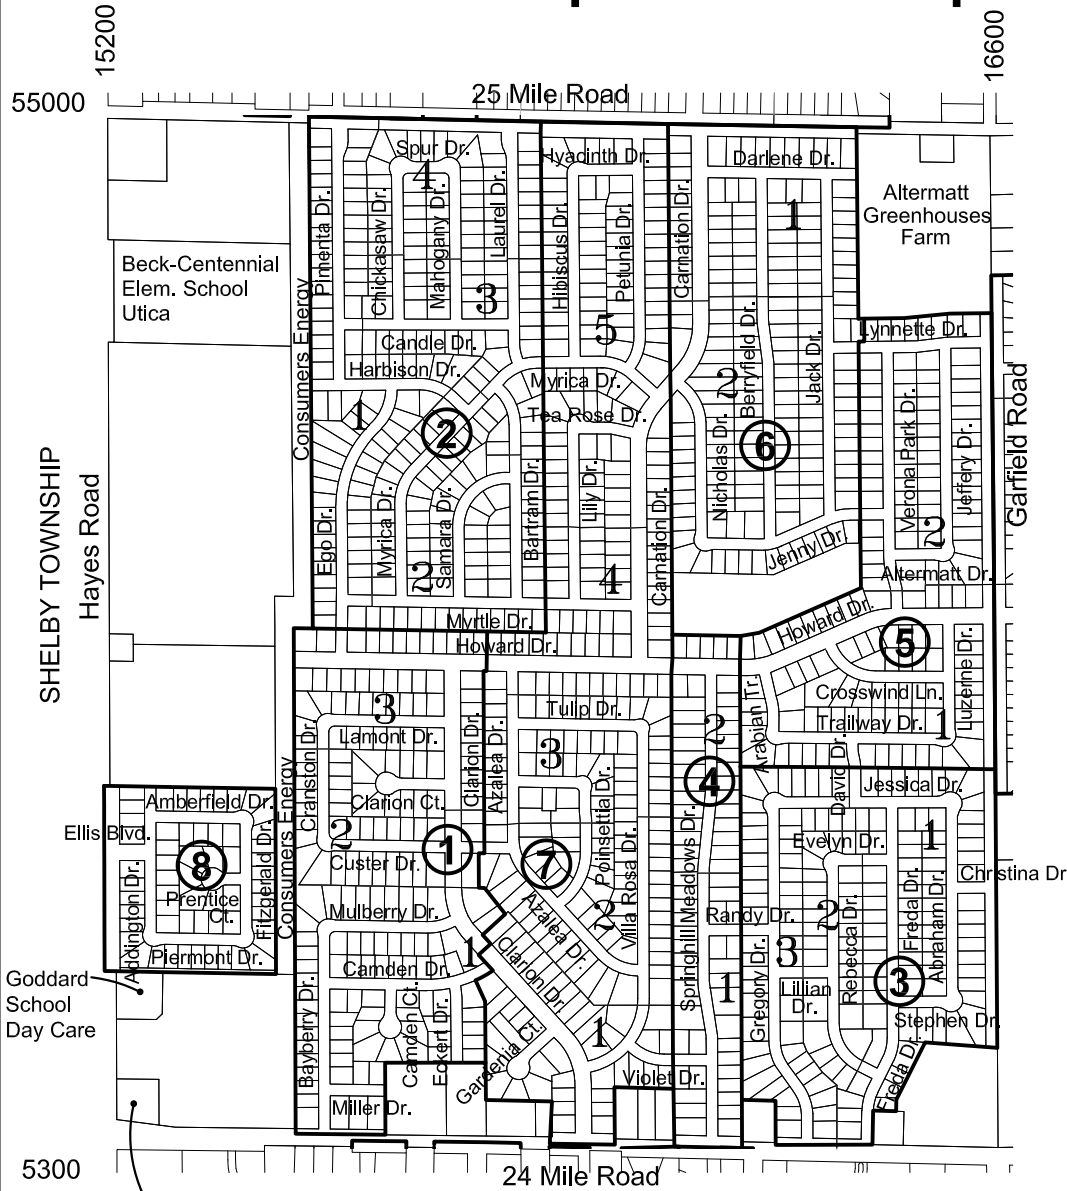 15200
16600
55000
25 Mile Road
Spur Dr.
Hyacinth Dr.
Darlene Dr.
4
Altermatt
Greenhouses
Farm
Pimenta Dr.
Chickasaw Dr.
Mahogany Dr.
Laurel Dr.
Hibiscus Dr.
Petunia Dr.
Carnation Dr.
1
Beck-Centennial
Elem. School
Utica
3
5
Lynnette Dr.
Consumers Energy
Candle Dr.
Harbison Dr.
Myrica Dr.
Tea Rose Dr.
Berryfield Dr.
Jack Dr.
2
1
2
6
Garfield Road
SHELBY TOWNSHIP
Hayes Road
Ego Dr.
Myrica Dr.
Samara Dr.
Bartram Dr.
Lily Dr.
Carnation Dr.
Nicholas Dr.
Verona Park Dr.
Jeffery Dr.
2
2
4
Jenny Dr.
Altermatt Dr.
Myrtle Dr.
Howard Dr.
Howard Dr.
5
3
Tulip Dr.
Crosswind Ln.
Luzerne Dr.
Lamont Dr.
2
Trailway Dr.
1
Cranston Dr.
Clarion Dr.
Azalea Dr.
3
Arabian Tr.
David Dr.
4
Jessica Dr.
Amberfield Dr.
Consumers Energy
Clarion Ct.
Poinsettia Dr.
Villa Rosa Dr.
Springhill Meadows Dr.
Ellis Blvd.
2
Custer Dr.
1
7
Evelyn Dr.
1
8
Christina Dr
Addington Dr.
Prentice
Ct.
Fitzgerald Dr.
Mulberry Dr.
Azalea Dr.
2
Randy Dr.
2
Freda Dr.
Abraham Dr.
Rebecca Dr.
Piermont Dr.
Camden Dr.
1
Clarion Dr.
Gregory Dr.
3
3
Goddard
School
Day Care
Bayberry Dr.
Camden Ct.
Eckert Dr.
Gardenia Ct.
1
1
Lillian
Dr.
Stephen Dr.
Violet Dr.
Freda Dr.
Miller Dr.
5300
24 Mile Road